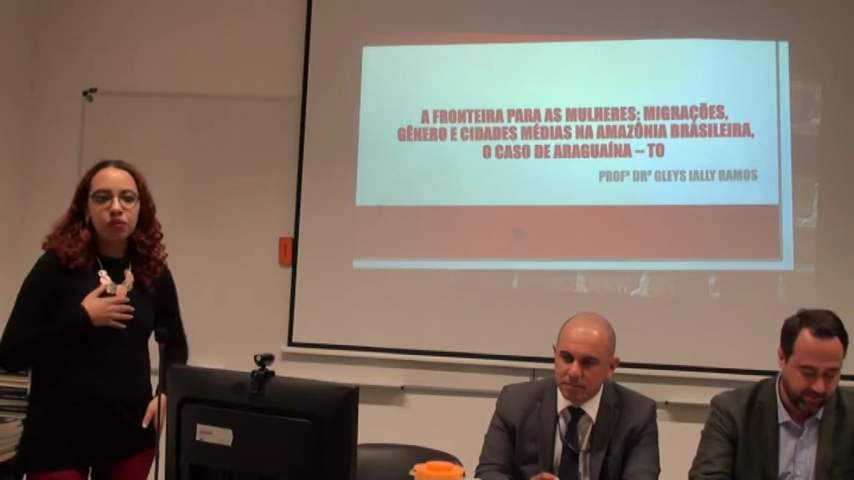 A FRONTEIRA PARA AS MULHERES: MIGRAÇÕES,
GÊNERO E CIDADES MÉDIAS NA AMAZÔNIA BRASILEIRA,
O CASO DE ARAGUAÍNA – TO
PROFª DRª GLEYS IALLY RAMOS